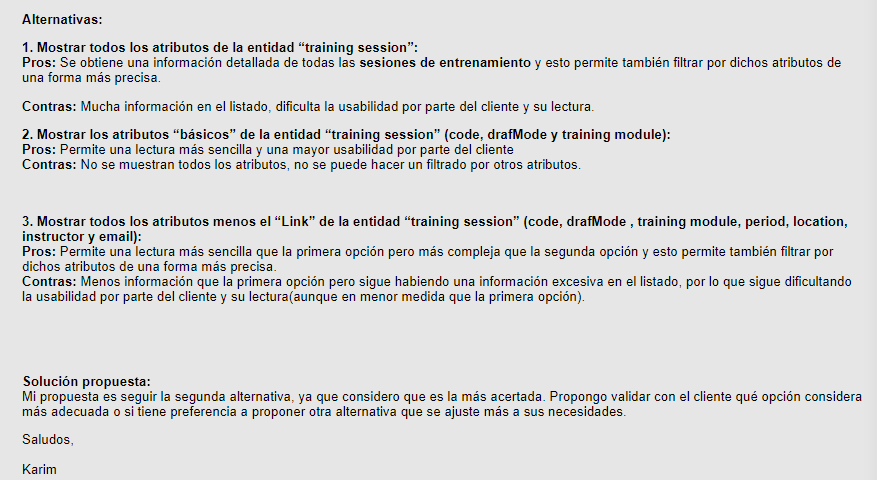 Alternativas:
1. Mostrar todos los atributos de la entidad “training session”:
Pros: Se obtiene una información detallada de todas las sesiones de entrenamiento y esto permite también filtrar por dichos atributos de
una forma más precisa.
Contras: Mucha información en el listado, dificulta la usabilidad por parte del cliente y su lectura.
2. Mostrar los atributos “básicos” de la entidad “training session” (code, drafMode y training module):
Pros: Permite una lectura más sencilla y una mayor usabilidad por parte del cliente
Contras: No se muestran todos los atributos, no se puede hacer un filtrado por otros atributos.
3. Mostrar todos los atributos menos el “Link” de la entidad “training session” (code, drafMode , training module, period, location,
instructor y email):
Pros: Permite una lectura más sencilla que la primera opción pero más compleja que la segunda opción y esto permite también filtrar por
dichos atributos de una forma más precisa.
Contras: Menos información que la primera opción pero sigue habiendo una información excesiva en el listado, por lo que sigue dificultando
la usabilidad por parte del cliente y su lectura(aunque en menor medida que la primera opción).
Solución propuesta:
Mi propuesta es seguir la segunda alternativa, ya que considero que es la más acertada. Propongo validar con el cliente qué opción considera
más adecuada o si tiene preferencia a proponer otra alternativa que se ajuste más a sus necesidades.
Saludos,
Karim